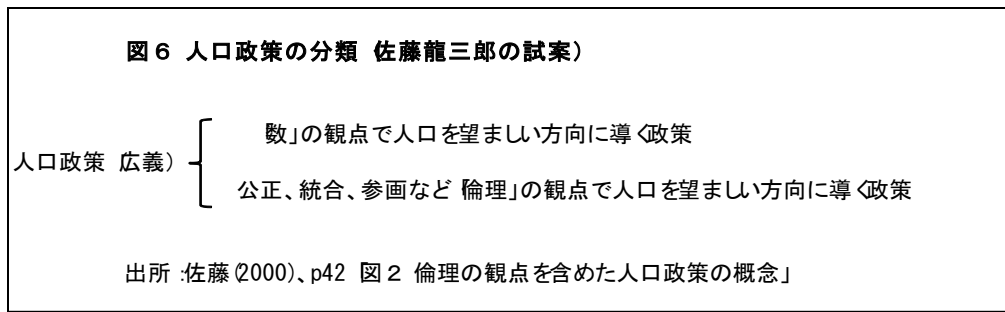 図6 人口政策の分類 佐藤龍三郎の試案)
数」の観点で人口を望ましい方向に導く政策
人口政策 広義)
公正、統合、参画など 倫理」の観点で人口を望ましい方向に導く政策
出所:佐藤(2000)、p42 図2 倫理の観点を含めた人口政策の概念」